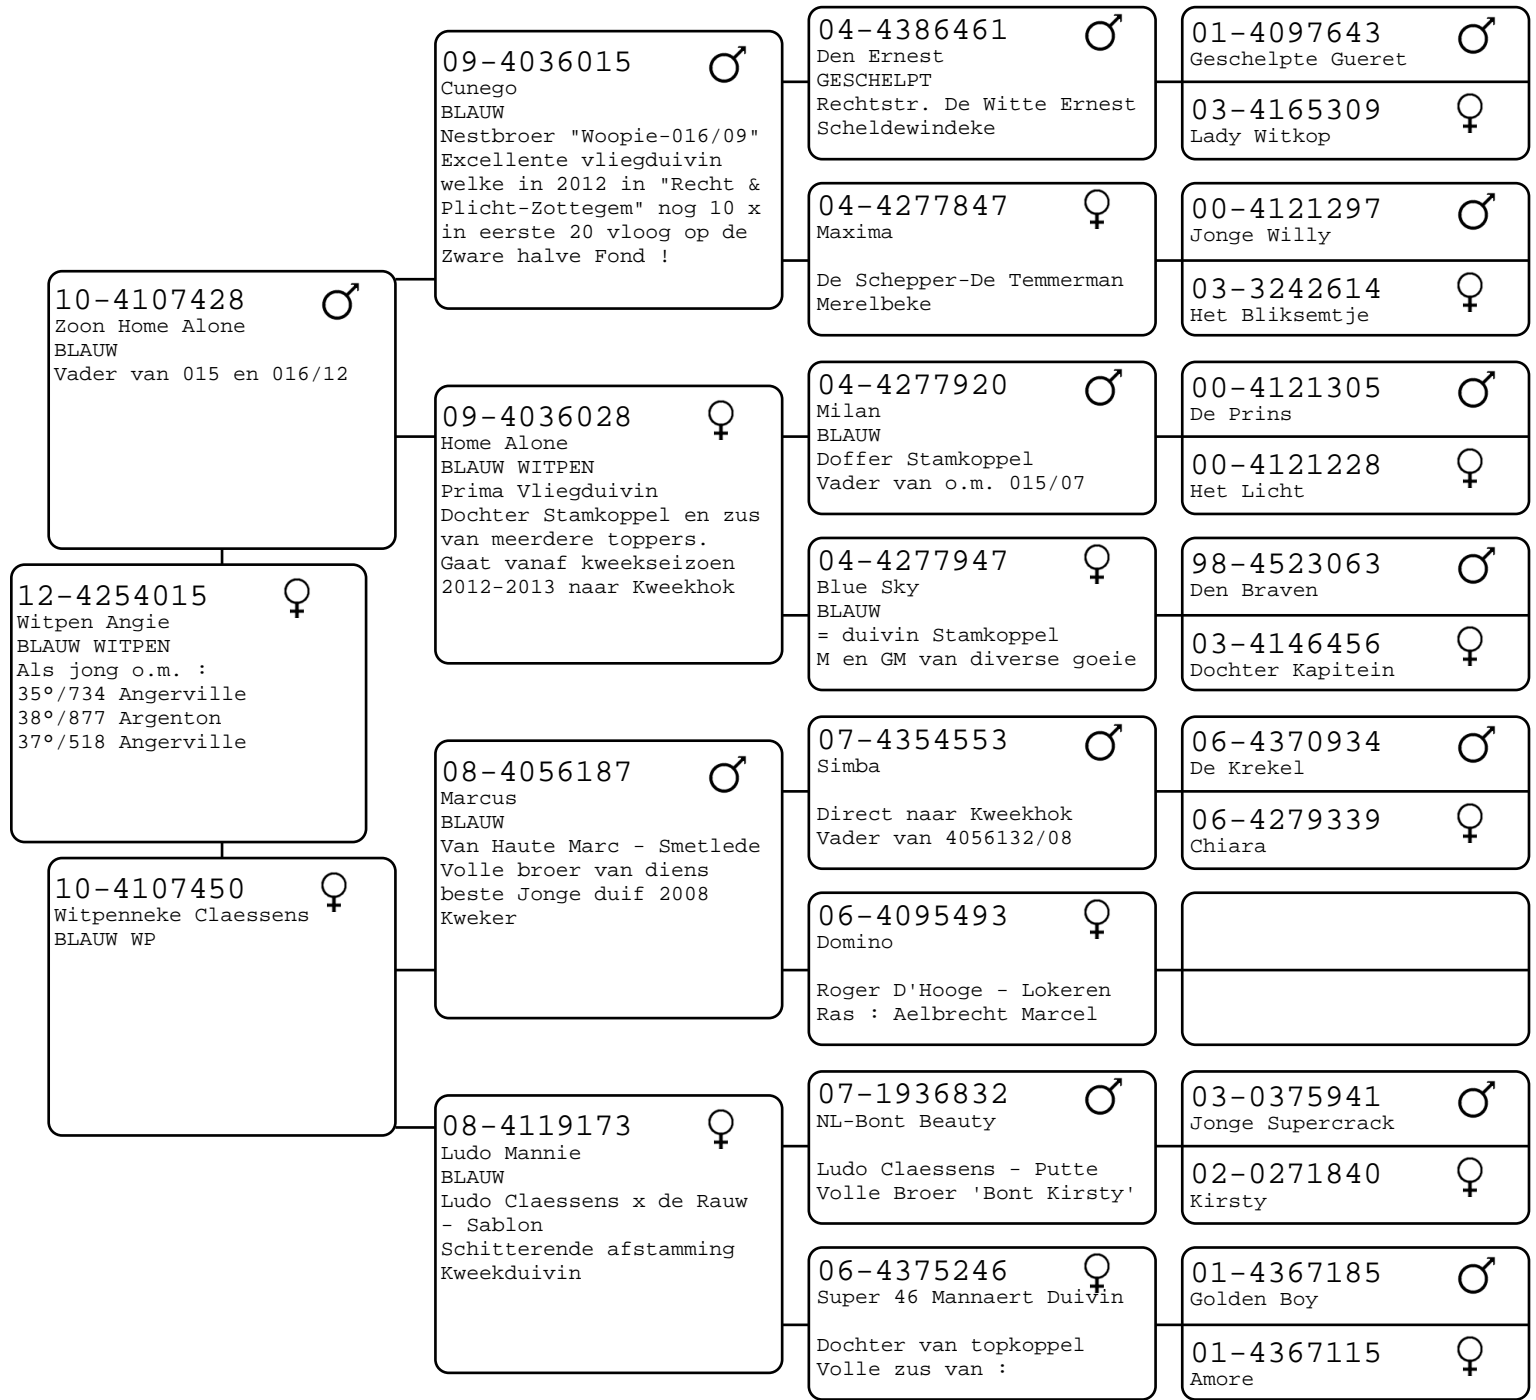 12-4254015
Witpen Angie
BLAUW WITPEN
Als jong o.m. :
35º/734 Angerville
38º/877 Argenton
37º/518 Angerville
10-4107428
Zoon Home Alone
BLAUW
Vader van 015 en 016/12
10-4107450
Witpenneke Claessens
BLAUW WP
09-4036015
Cunego
BLAUW
Nestbroer "Woopie-016/09"
Excellente vliegduivin
welke in 2012 in "Recht &
Plicht-Zottegem" nog 10 x
in eerste 20 vloog op de
Zware halve Fond !
09-4036028
Home Alone
BLAUW WITPEN
Prima Vliegduivin
Dochter Stamkoppel en zus
van meerdere toppers.
Gaat vanaf kweekseizoen
2012-2013 naar Kweekhok
08-4056187
Marcus
BLAUW
Van Haute Marc - Smetlede
Volle broer van diens
beste Jonge duif 2008
Kweker
08-4119173
Ludo Mannie
BLAUW
Ludo Claessens x de Rauw
- Sablon
Schitterende afstamming
Kweekduivin
04-4386461
Den Ernest
GESCHELPT
Rechtstr. De Witte Ernest
Scheldewindeke
04-4277847
Maxima
De Schepper-De Temmerman
Merelbeke
04-4277920
Milan
BLAUW
Doffer Stamkoppel
Vader van o.m. 015/07
04-4277947
Blue Sky
BLAUW
= duivin Stamkoppel
M en GM van diverse goeie
07-4354553
Simba
Direct naar Kweekhok
Vader van 4056132/08
06-4095493
Domino
Roger D'Hooge - Lokeren
Ras : Aelbrecht Marcel
07-1936832
NL-Bont Beauty
Ludo Claessens - Putte
Volle Broer 'Bont Kirsty'
06-4375246
Super 46 Mannaert Duivin
Dochter van topkoppel
Volle zus van :
01-4097643
Geschelpte Gueret
03-4165309
Lady Witkop
00-4121297
Jonge Willy
03-3242614
Het Bliksemtje
00-4121305
De Prins
00-4121228
Het Licht
98-4523063
Den Braven
03-4146456
Dochter Kapitein
06-4370934
De Krekel
06-4279339
Chiara
03-0375941
Jonge Supercrack
02-0271840
Kirsty
01-4367185
Golden Boy
01-4367115
Amore